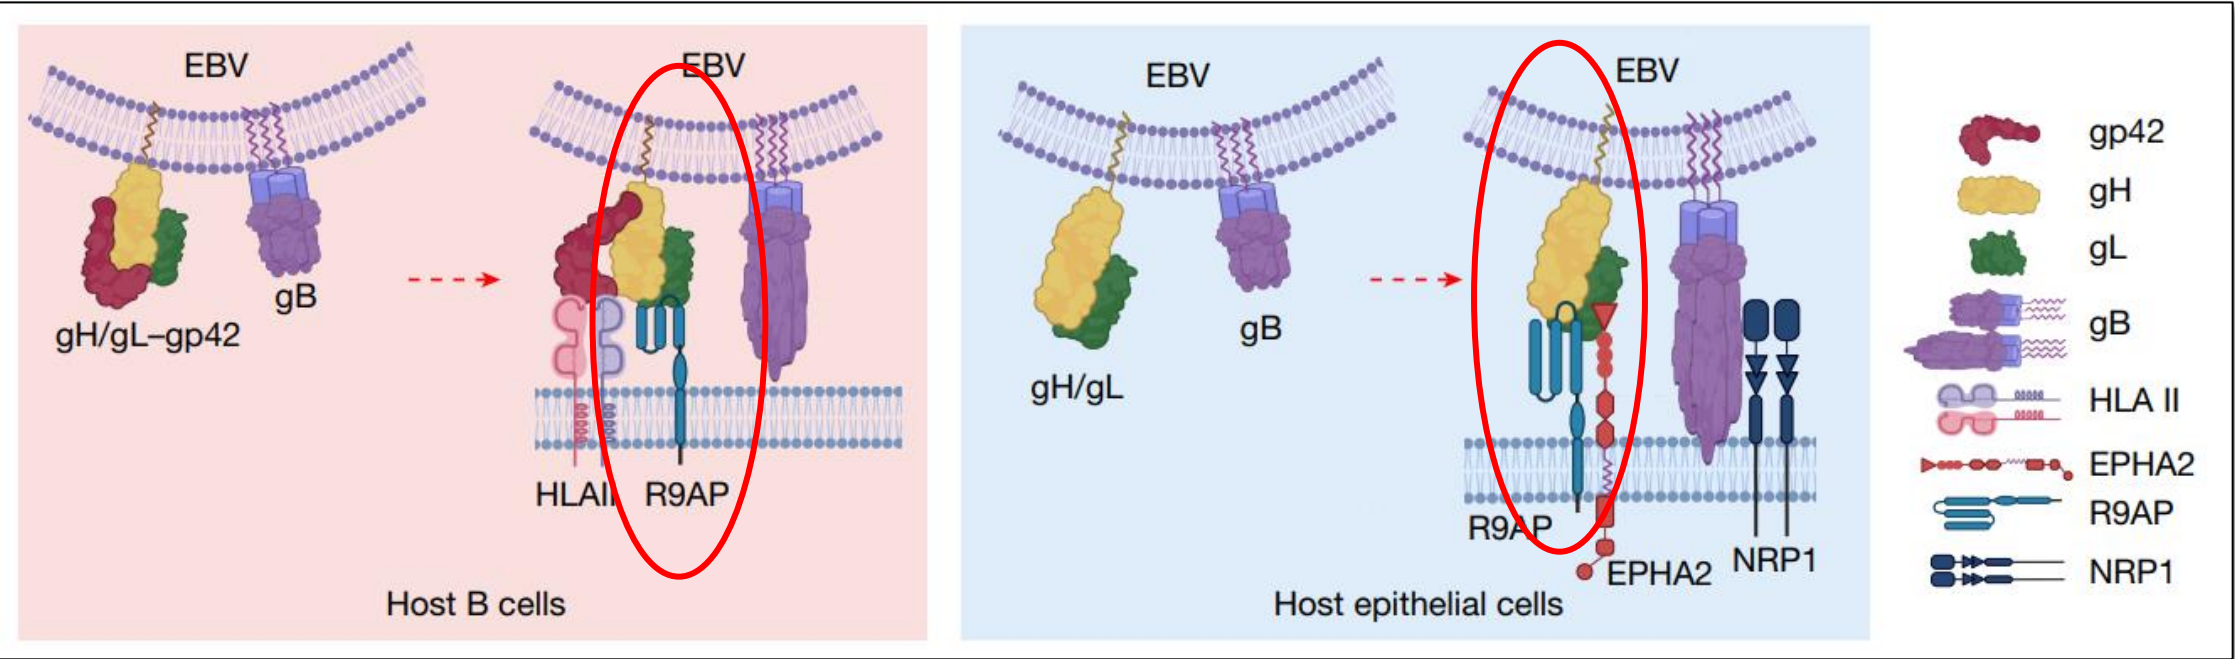 EBV
gH/gL–gp42
gB
EBV
HLAII
R9AP
Host B cells
EBV
gH/gL
gB
EBV
R9AP
EPHA2
NRP1
Host epithelial cells
gp42
gH
gL
gB
HLA II
EPHA2
R9AP
NRP1